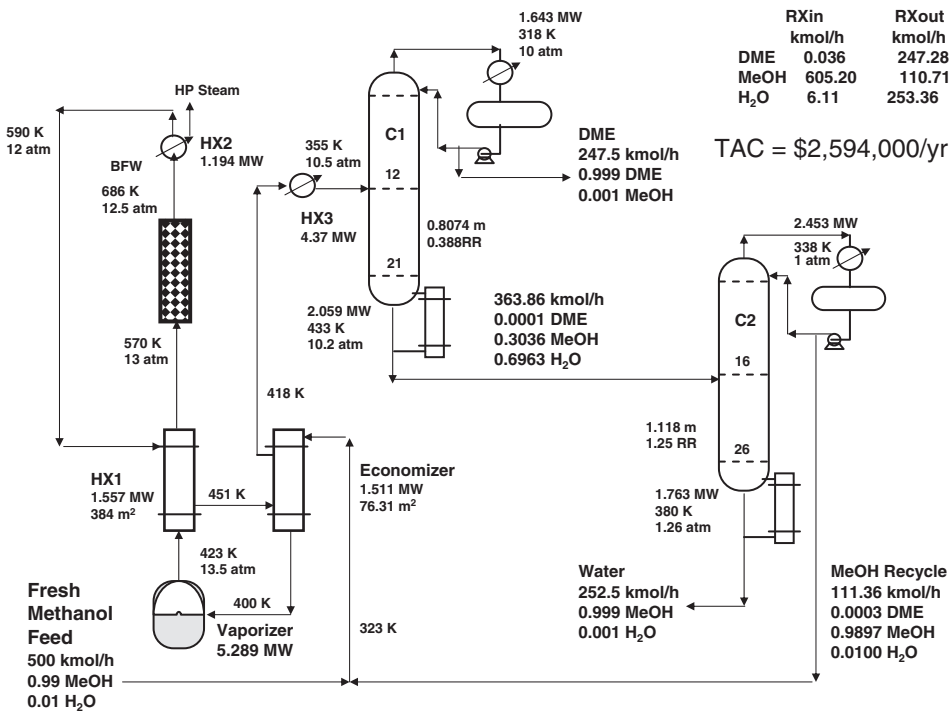 1.643 MW
318 K
10 atm
RXin RXout
kmol/h kmol/h
DME 0.036 247.28
MeOH 605.20 110.71
H₂O 6.11 253.36
TAC = $2,594,000/yr
HP Steam
590 K
12 atm
HX2
1.194 MW
BFW
686 K
12.5 atm
355 K
10.5 atm
HX3
4.37 MW
C1
12
21
0.8074 m
0.388RR
DME
247.5 kmol/h
0.999 DME
0.001 MeOH
2.453 MW
338 K
1 atm
2.059 MW
433 K
10.2 atm
363.86 kmol/h
0.0001 DME
0.3036 MeOH
0.6963 H₂O
C2
16
26
570 K
13 atm
418 K
1.118 m
1.25 RR
HX1
1.557 MW
384 m²
451 K
Economizer
1.511 MW
76.31 m²
1.763 MW
380 K
1.26 atm
423 K
13.5 atm
400 K
Vaporizer
5.289 MW
323 K
Fresh
Methanol
Feed
500 kmol/h
0.99 MeOH
0.01 H₂O
Water
252.5 kmol/h
0.999 MeOH
0.001 H₂O
MeOH Recycle
111.36 kmol/h
0.0003 DME
0.9897 MeOH
0.0100 H₂O